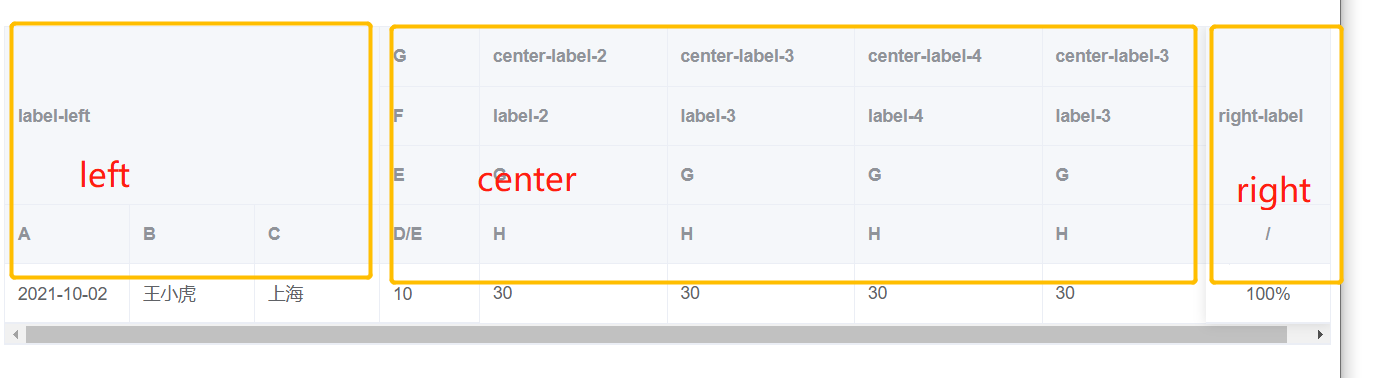 G center-label-2 center-label-3 center-label-4 center-label-3
label-left F label-2 label-3 label-4 label-3 right-label
left E G center G G G right
A B C D/E H H H H /
2021-10-02 王小虎 上海 10 30 30 30 30 100%